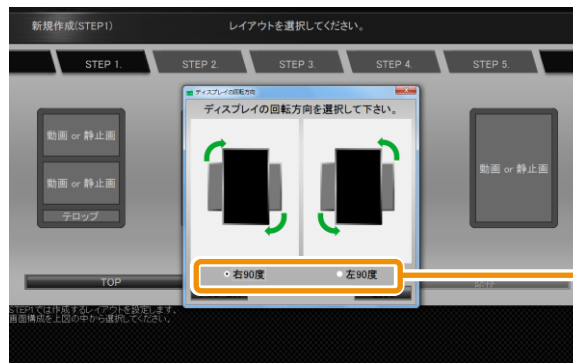 新規作成(STEP1)
レイアウトを選択してください。
STEP 1.
STEP 2.
STEP 3.
STEP 4.
STEP 5.
ディスプレイの回転方向
ディスプレイの回転方向を選択して下さい。
動画 or 静止画
動画 or 静止画
テロップ
動画 or 静止画
右90度
左90度
TOP
STEP1では作成するレイアウトを設定します。
画面構成を上図の中から選択してください。